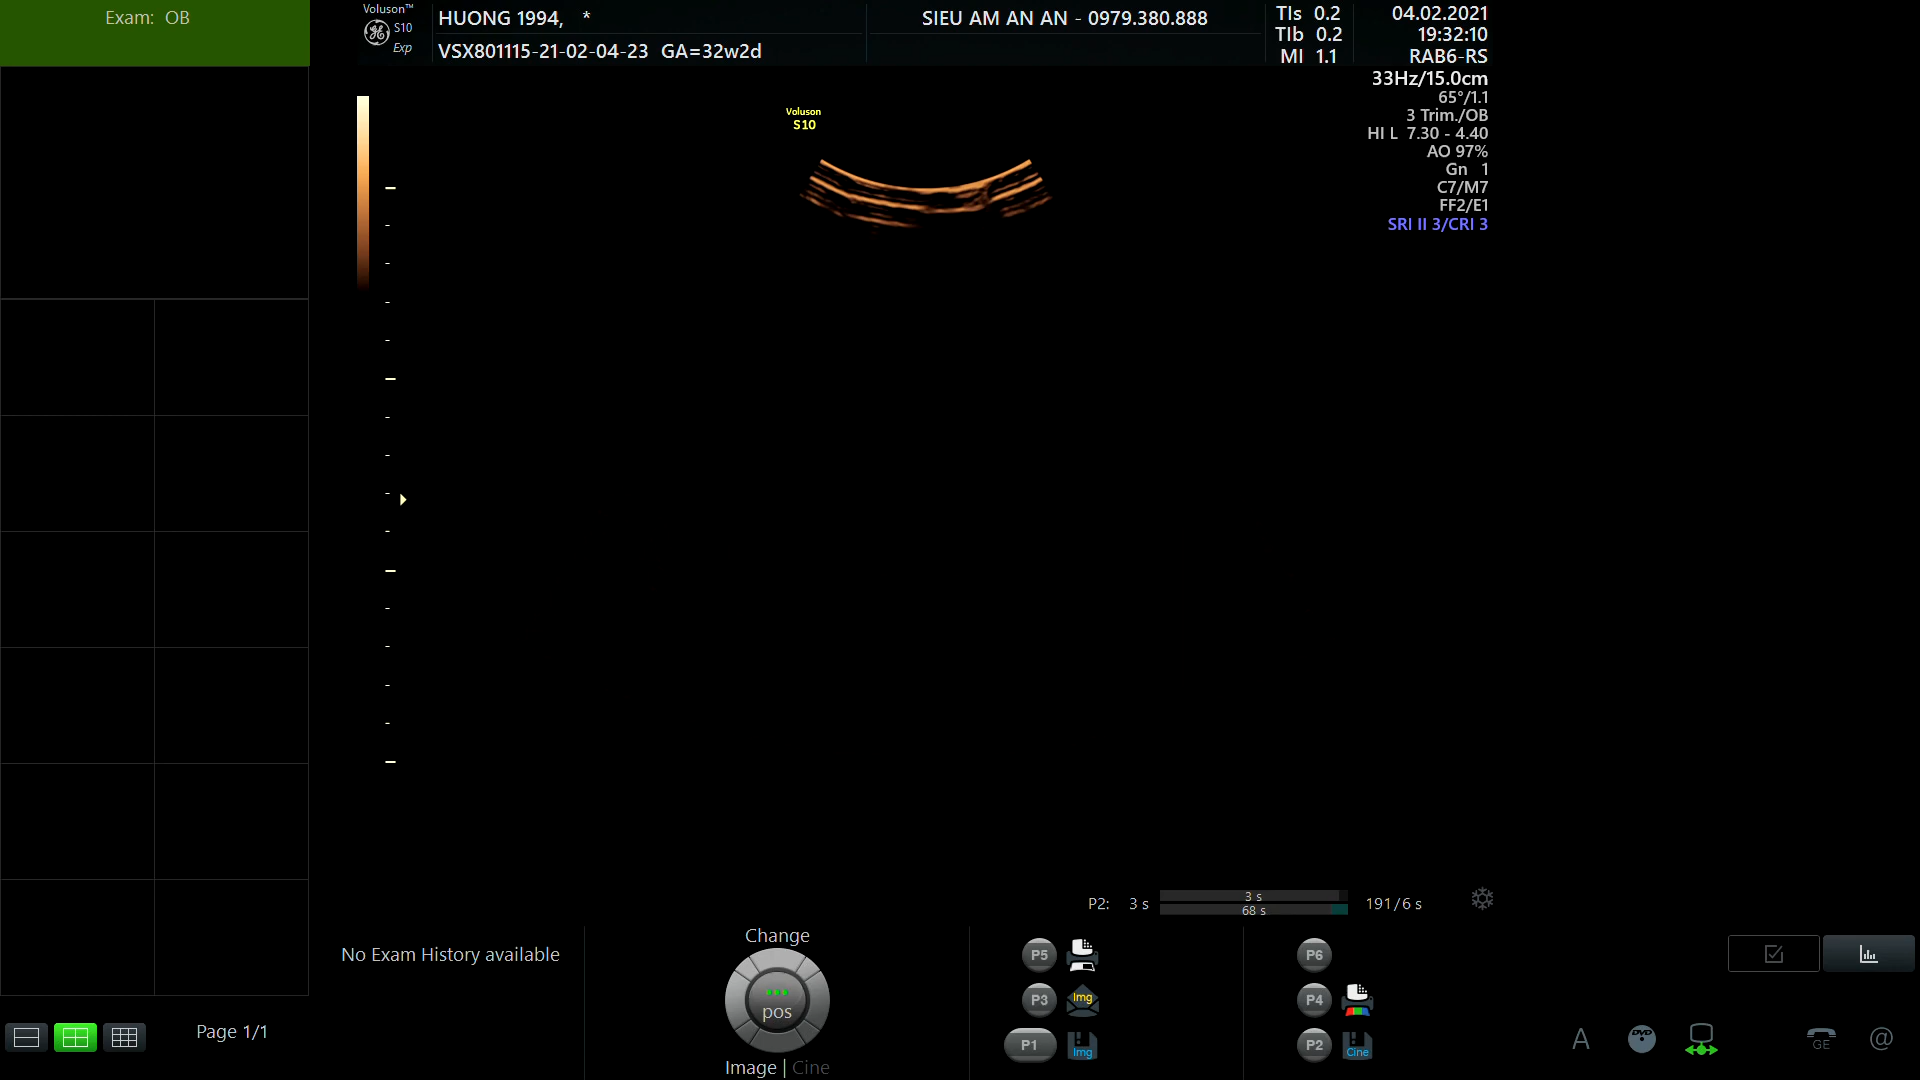 Exam: OB
Voluson™
S10
Exp
HUONG 1994, *
VSX801115-21-02-04-23 GA=32w2d
SIEU AM AN AN - 0979.380.888
TIs 0.2
TIb 0.2
MI 1.1
04.02.2021
19:32:10
RAB6-RS
33Hz/15.0cm
65°/1.1
3 Trim./OB
HI L 7.30 - 4.40
AO 97%
Gn 1
C7/M7
FF2/E1
SRI II 3/CRI 3
Voluson
S10
P2: 3 s
3 s
68 s
191/6 s
No Exam History available
Change
pos
Image | Cine
P5
P3 Img
P1 Img
P6
P4
P2 Cine
Page 1/1
A
DVD
GE
@